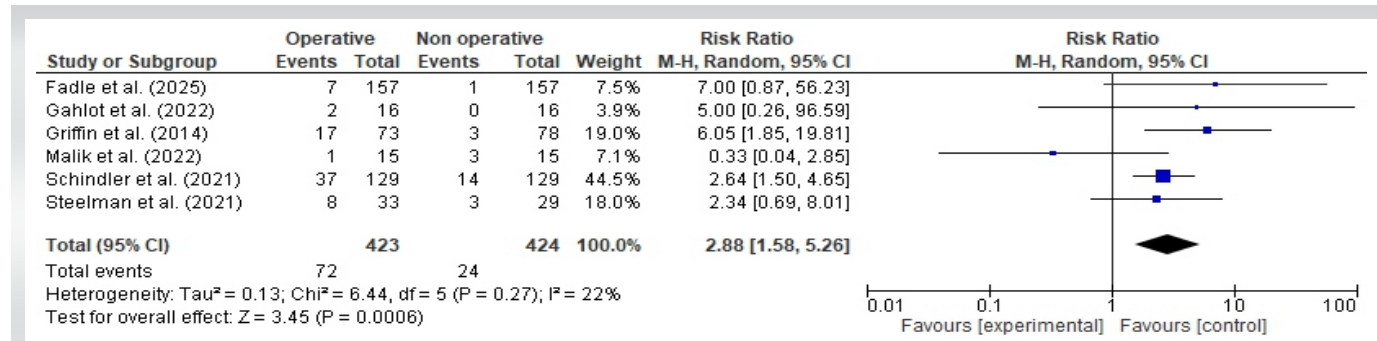 Operative Non operative Risk Ratio Risk Ratio
Study or Subgroup Events Total Events Total Weight M-H, Random, 95% CI M-H, Random, 95% CI
Fadle et al. (2025) 7 157 1 157 7.5% 7.00 [0.87, 56.23]
Gahlot et al. (2022) 2 16 0 16 3.9% 5.00 [0.26, 96.59]
Griffin et al. (2014) 17 73 3 78 19.0% 6.05 [1.85, 19.81]
Malik et al. (2022) 1 15 3 15 7.1% 0.33 [0.04, 2.85]
Schindler et al. (2021) 37 129 14 129 44.5% 2.64 [1.50, 4.65]
Steelman et al. (2021) 8 33 3 29 18.0% 2.34 [0.69, 8.01]
Total (95% CI) 423 424 100.0% 2.88 [1.58, 5.26]
Total events 72 24
Heterogeneity: Tau² = 0.13; Chi² = 6.44, df = 5 (P = 0.27); I² = 22%
Test for overall effect: Z = 3.45 (P = 0.0006)
0.01 0.1 1 10 100
Favours [experimental] Favours [control]